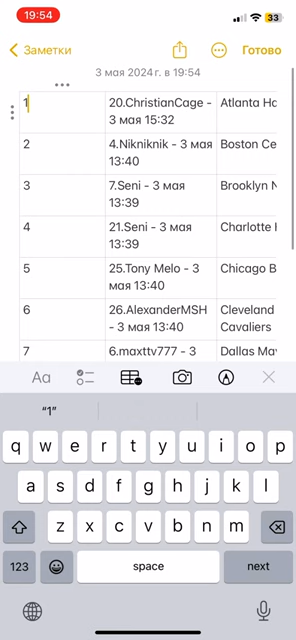 19:54
33
Заметки
Готово
3 мая 2024 г. в 19:54
1
20.ChristianCage -
3 мая 15:32
Atlanta Ha
2
4.Nikniknik - 3 мая
13:40
Boston Ce
3
7.Seni - 3 мая
13:39
Brooklyn N
4
21.Seni - 3 мая
13:39
Charlotte H
5
25.Tony Melo - 3
мая 13:40
Chicago B
6
26.AlexanderMSH
- 3 мая 13:40
Cleveland
Cavaliers
7
6.maxttv777 - 3
Dallas Mav
Aa
“1”
q w e r t y u i o p
a s d f g h j k l
z x c v b n m
123
space
next